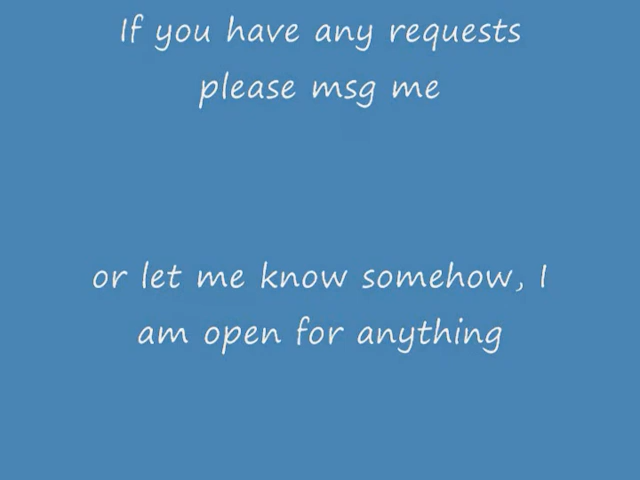 If you have any requests
please msg me
or let me know somehow, I
am open for anything